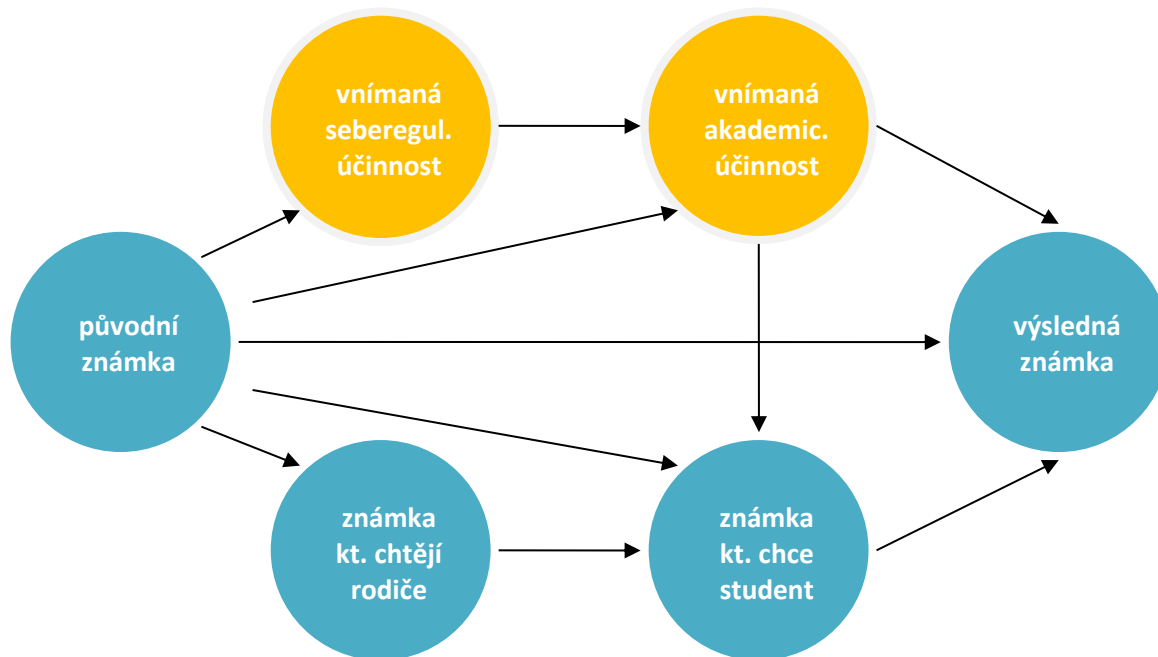 vnímaná
seberegul.
účinnost
vnímaná
akademic.
účinnost
původní
známka
výsledná
známka
známka
kt. chtějí
rodiče
známka
kt. chce
student